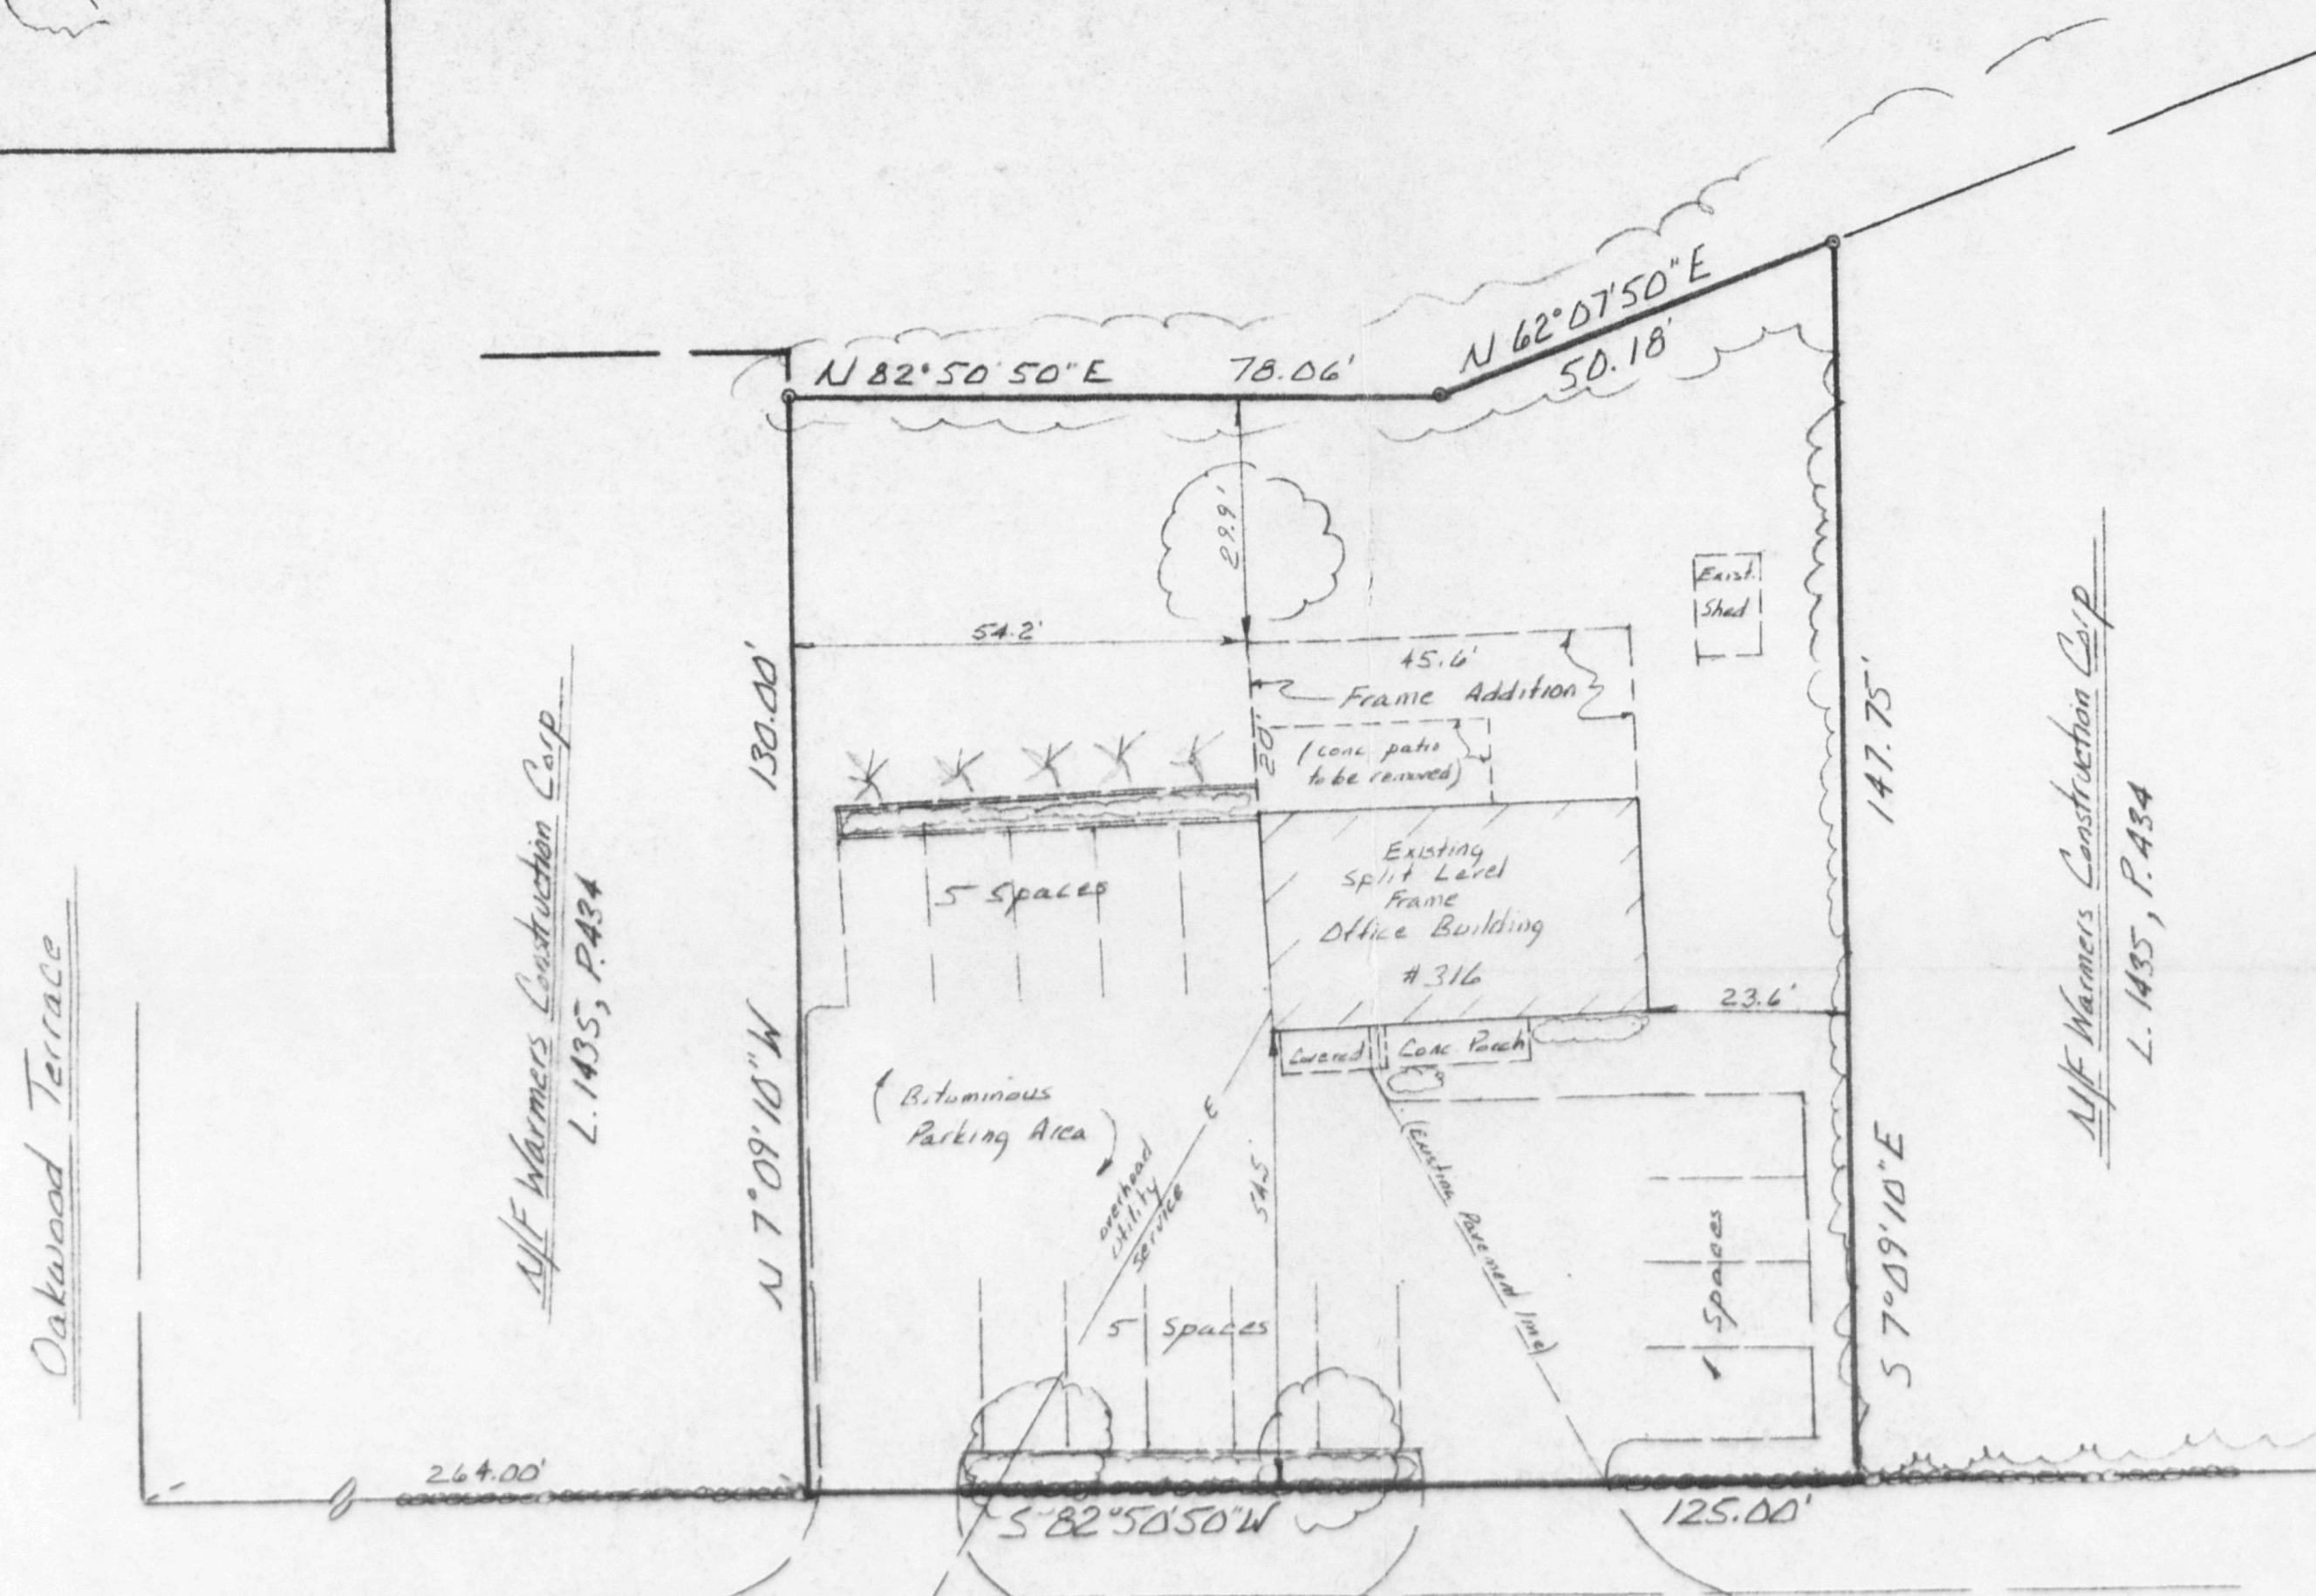 N 82°50'50"E 78.06'
N 62°07'50"E
50.18'
29.9'
54.2'
45.6'
Frame Addition
20'
(conc patio
to be removed)
Exist.
Shed
130.00'
N 7°09'10"W
147.75'
S 7°09'10"E
N/F Warmers Construction Corp
L. 1435, P.434
N/F Warmers Construction Corp
L. 1435, P.434
Oakwood Terrace
5 Spaces
Existing
Split Level
Frame
Office Building
#316
23.6'
Covered
Conc. Porch
Bituminous
Parking Area
E
overhead
utility
service
54.5'
(Existing Pavement line)
Spaces
5 Spaces
264.00'
S 82°50'50"W
125.00'